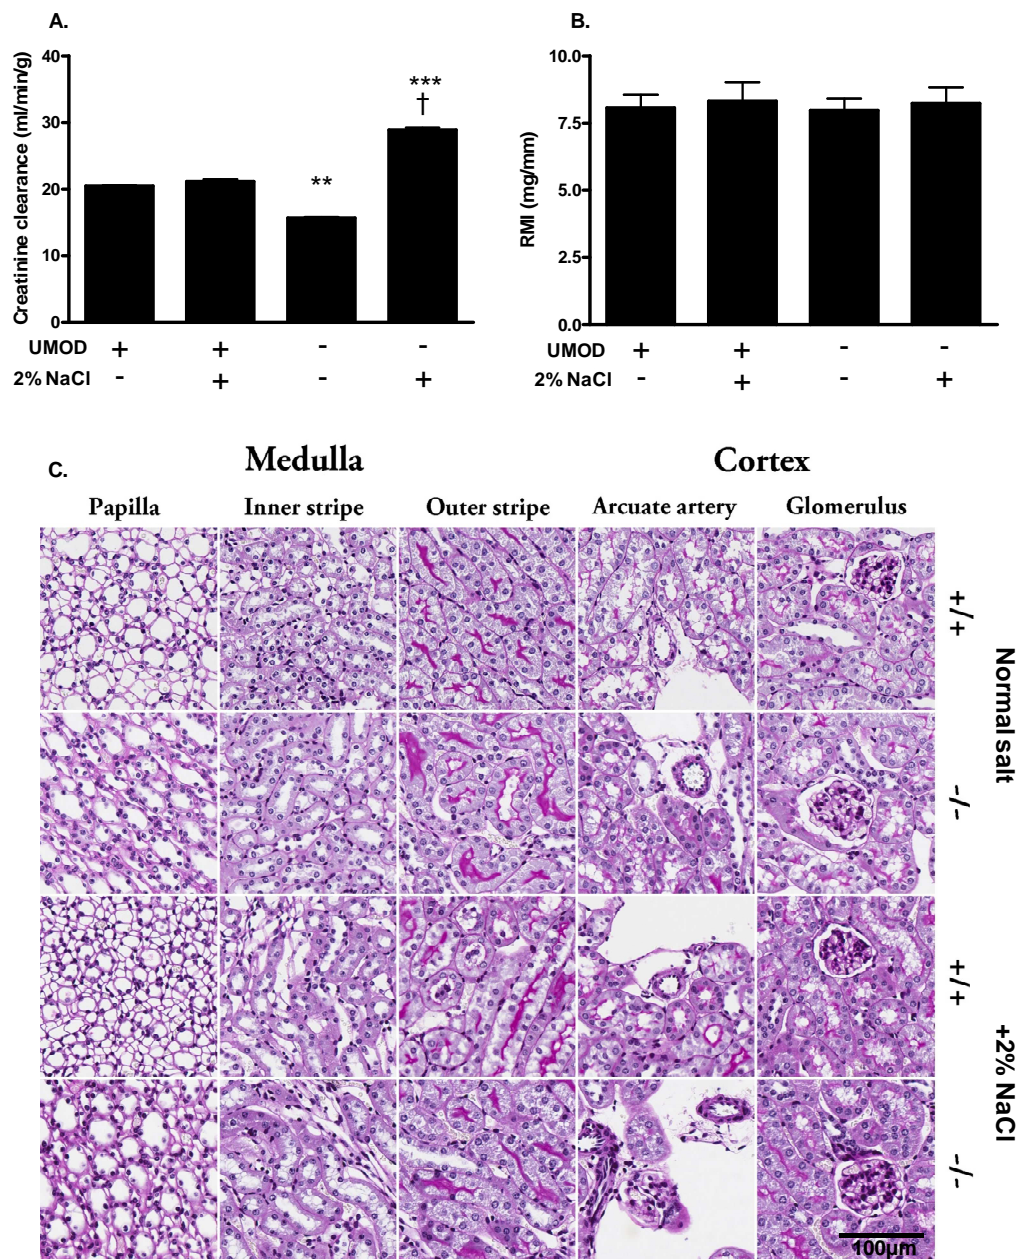 A.
Creatinine clearance (ml/min/g)
40
30
20
10
0
**
***
†
UMOD + + - -
2% NaCl - + - +
B.
RMI (mg/mm)
10.0
7.5
5.0
2.5
0.0
UMOD + + - -
2% NaCl - + - +
C.
Medulla Cortex
Papilla Inner stripe Outer stripe Arcuate artery Glomerulus
+/+
-/-
Normal salt
+/+
-/-
+2% NaCl
100μm